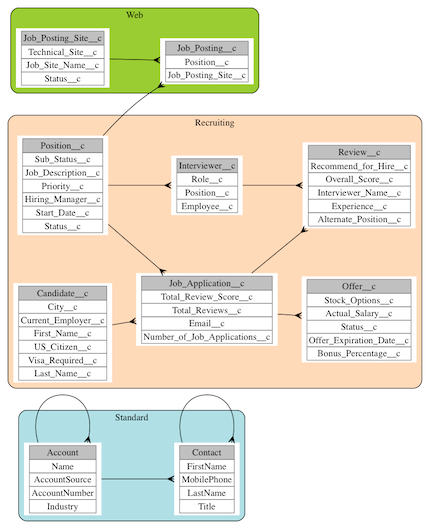 Web
Job_Posting_Site__c
Technical_Site__c
Job_Site_Name__c
Status__c
Job_Posting__c
Position__c
Job_Posting_Site__c
Recruiting
Position__c
Sub_Status__c
Job_Description__c
Priority__c
Hiring_Manager__c
Start_Date__c
Status__c
Interviewer__c
Role__c
Position__c
Employee__c
Review__c
Recommend_for_Hire__c
Overall_Score__c
Interviewer_Name__c
Experience__c
Alternate_Position__c
Candidate__c
City__c
Current_Employer__c
First_Name__c
US_Citizen__c
Visa_Required__c
Last_Name__c
Job_Application__c
Total_Review_Score__c
Total_Reviews__c
Email__c
Number_of_Job_Applications__c
Offer__c
Stock_Options__c
Actual_Salary__c
Status__c
Offer_Expiration_Date__c
Bonus_Percentage__c
Standard
Account
Name
AccountSource
AccountNumber
Industry
Contact
FirstName
MobilePhone
LastName
Title